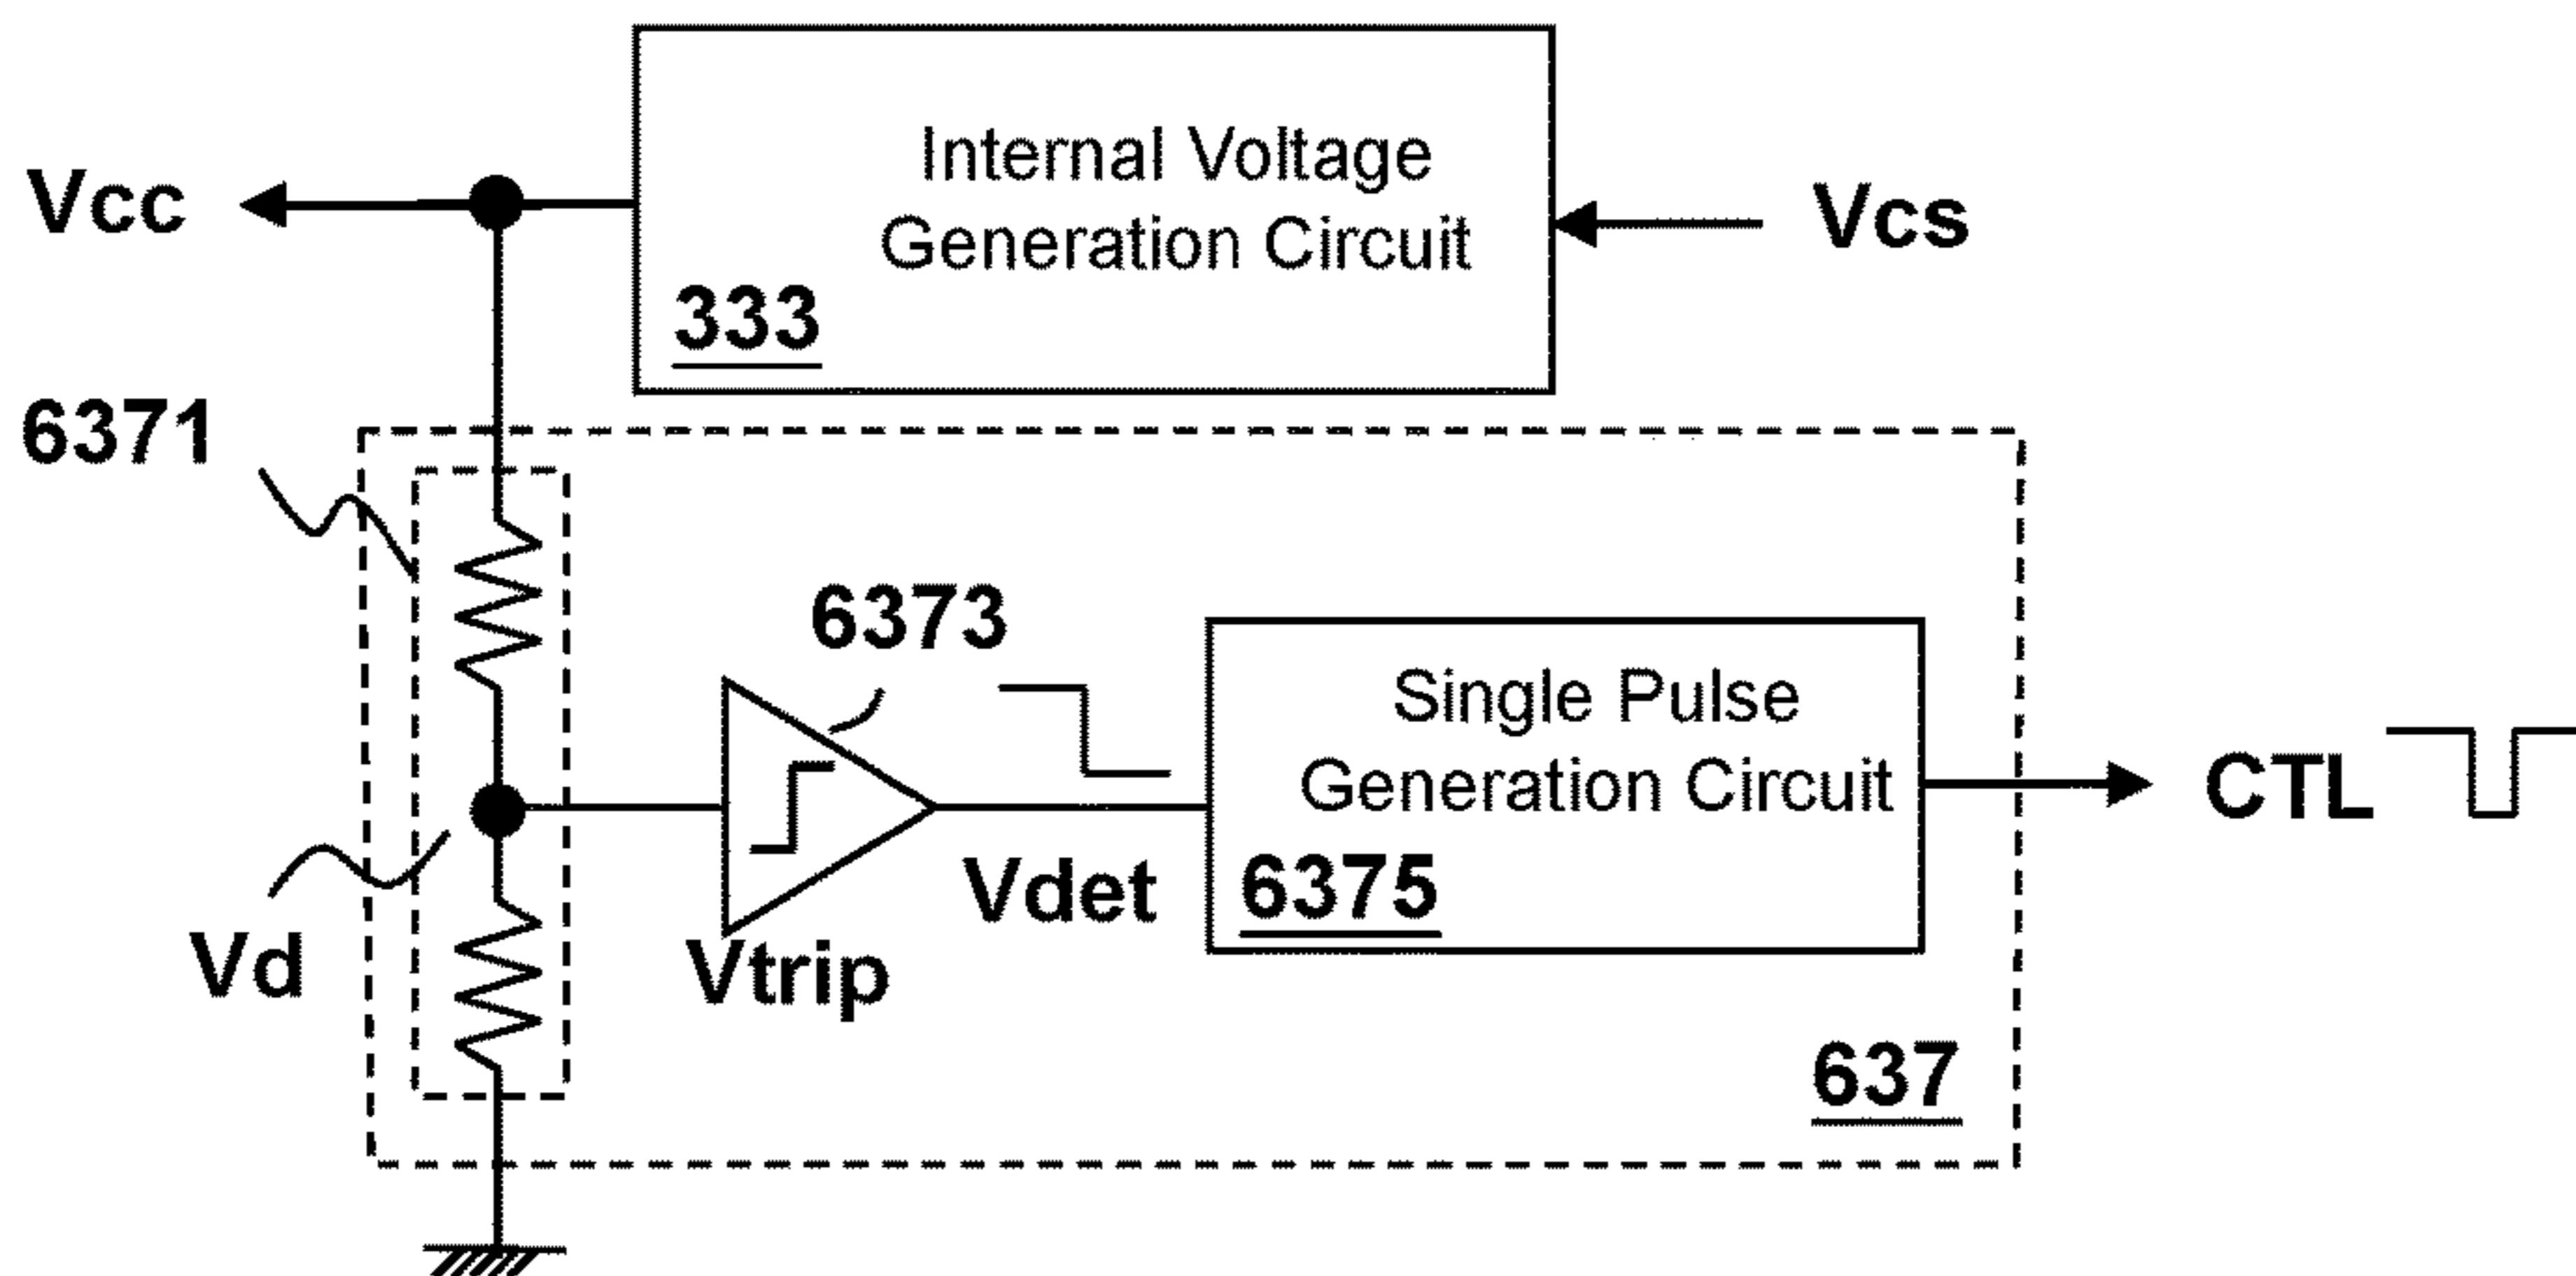 Internal Voltage
Generation Circuit
333
Vcc
Vcs
6371
6373
Single Pulse
Generation Circuit
6375
CTL
Vdet
Vd
Vtrip
637